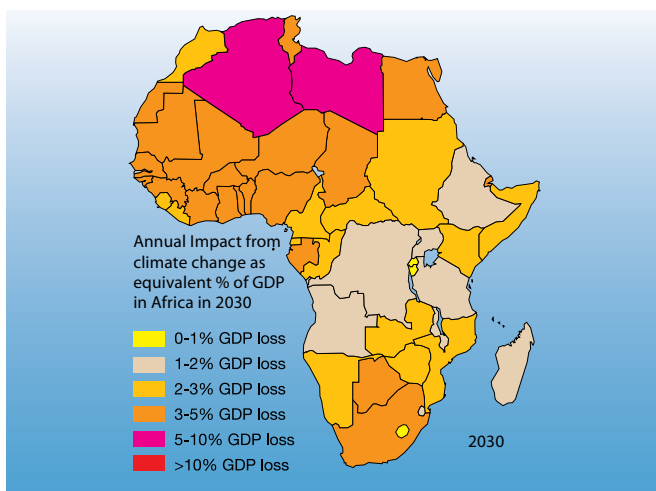 Annual Impact from
climate change as
equivalent % of GDP
in Africa in 2030
0-1% GDP loss
1-2% GDP loss
2-3% GDP loss
3-5% GDP loss
5-10% GDP loss
>10% GDP loss
2030